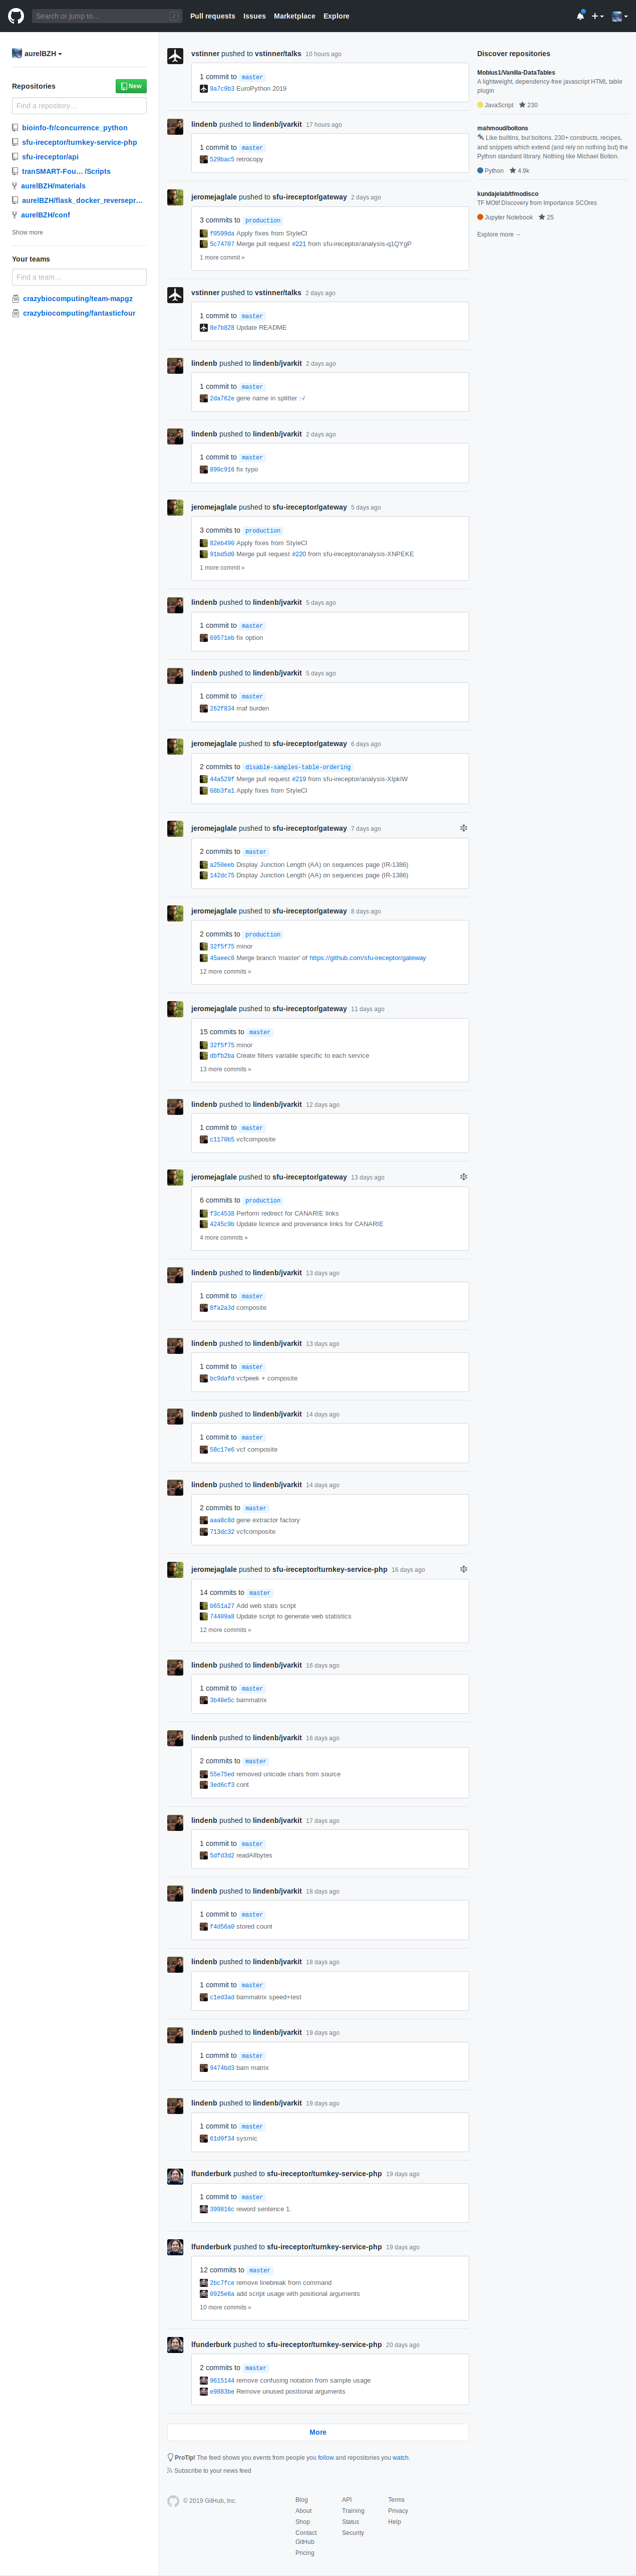 Search or jump to… /
Pull requests Issues Marketplace Explore
aurelBZH
Repositories
New
Find a repository…
bioinfo-fr/concurrence_python
sfu-ireceptor/turnkey-service-php
sfu-ireceptor/api
tranSMART-Fou… /Scripts
aurelBZH/materials
aurelBZH/flask_docker_reversepr…
aurelBZH/conf
Show more
Your teams
Find a team…
crazybiocomputing/team-mapgz
crazybiocomputing/fantasticfour
vstinner pushed to vstinner/talks 10 hours ago
1 commit to master
9a7c9b3 EuroPython 2019
lindenb pushed to lindenb/jvarkit 17 hours ago
1 commit to master
529bac5 retrocopy
jeromejaglale pushed to sfu-ireceptor/gateway 2 days ago
3 commits to production
f0599da Apply fixes from StyleCI
5c74707 Merge pull request #221 from sfu-ireceptor/analysis-q1QYgP
1 more commit »
vstinner pushed to vstinner/talks 2 days ago
1 commit to master
8e7b828 Update README
lindenb pushed to lindenb/jvarkit 2 days ago
1 commit to master
2da762e gene name in splitter :-/
lindenb pushed to lindenb/jvarkit 2 days ago
1 commit to master
890c916 fix typo
jeromejaglale pushed to sfu-ireceptor/gateway 5 days ago
3 commits to production
82eb490 Apply fixes from StyleCI
91bd5d0 Merge pull request #220 from sfu-ireceptor/analysis-XNPEKE
1 more commit »
lindenb pushed to lindenb/jvarkit 5 days ago
1 commit to master
69571eb fix option
lindenb pushed to lindenb/jvarkit 5 days ago
1 commit to master
262f834 maf burden
jeromejaglale pushed to sfu-ireceptor/gateway 6 days ago
2 commits to disable-samples-table-ordering
44a529f Merge pull request #219 from sfu-ireceptor/analysis-XIpkIW
68b3fa1 Apply fixes from StyleCI
jeromejaglale pushed to sfu-ireceptor/gateway 7 days ago
2 commits to master
a250eeb Display Junction Length (AA) on sequences page (IR-1386)
142dc75 Display Junction Length (AA) on sequences page (IR-1386)
jeromejaglale pushed to sfu-ireceptor/gateway 8 days ago
2 commits to production
32f5f75 minor
45aeec6 Merge branch 'master' of https://github.com/sfu-ireceptor/gateway
12 more commits »
jeromejaglale pushed to sfu-ireceptor/gateway 11 days ago
15 commits to master
32f5f75 minor
dbfb2ba Create filters variable specific to each service
13 more commits »
lindenb pushed to lindenb/jvarkit 12 days ago
1 commit to master
c1170b5 vcfcomposite
jeromejaglale pushed to sfu-ireceptor/gateway 13 days ago
6 commits to production
f3c4538 Perform redirect for CANARIE links
4245c9b Update licence and provenance links for CANARIE
4 more commits »
lindenb pushed to lindenb/jvarkit 13 days ago
1 commit to master
8fa2a3d composite
lindenb pushed to lindenb/jvarkit 13 days ago
1 commit to master
bc9dafd vcfpeek + composite
lindenb pushed to lindenb/jvarkit 14 days ago
1 commit to master
58c17e6 vcf composite
lindenb pushed to lindenb/jvarkit 14 days ago
2 commits to master
aaa8c8d gene extractor factory
713dc32 vcfcomposite
jeromejaglale pushed to sfu-ireceptor/turnkey-service-php 16 days ago
14 commits to master
b651a27 Add web stats script
74409a8 Update script to generate web statistics
12 more commits »
lindenb pushed to lindenb/jvarkit 16 days ago
1 commit to master
3b48e5c bammatrix
lindenb pushed to lindenb/jvarkit 16 days ago
2 commits to master
55e75ed removed unicode chars from source
3ed6cf3 cont
lindenb pushed to lindenb/jvarkit 17 days ago
1 commit to master
5dfd3d2 readAllbytes
lindenb pushed to lindenb/jvarkit 18 days ago
1 commit to master
f4d56a0 stored count
lindenb pushed to lindenb/jvarkit 18 days ago
1 commit to master
c1ed3ad bammatrix speed+test
lindenb pushed to lindenb/jvarkit 19 days ago
1 commit to master
9474bd3 bam matrix
lindenb pushed to lindenb/jvarkit 19 days ago
1 commit to master
61d9f34 sysmic
lfunderburk pushed to sfu-ireceptor/turnkey-service-php 19 days ago
1 commit to master
399816c reword sentence 1.
lfunderburk pushed to sfu-ireceptor/turnkey-service-php 19 days ago
12 commits to master
2bc7fce remove linebreak from command
0925e6a add script usage with positional arguments
10 more commits »
lfunderburk pushed to sfu-ireceptor/turnkey-service-php 20 days ago
2 commits to master
9615144 remove confusing notation from sample usage
e9883be Remove unused positional arguments
More
ProTip! The feed shows you events from people you follow and repositories you watch.
Subscribe to your news feed
Discover repositories
Mobius1/Vanilla-DataTables
A lightweight, dependency-free javascript HTML table
plugin
JavaScript 230
mahmoud/boltons
Like builtins, but boltons. 230+ constructs, recipes,
and snippets which extend (and rely on nothing but) the
Python standard library. Nothing like Michael Bolton.
Python 4.9k
kundajelab/tfmodisco
TF MOtif Discovery from Importance SCOres
Jupyter Notebook 25
Explore more →
© 2019 GitHub, Inc.
Blog
About
Shop
Contact
GitHub
Pricing
API
Training
Status
Security
Terms
Privacy
Help